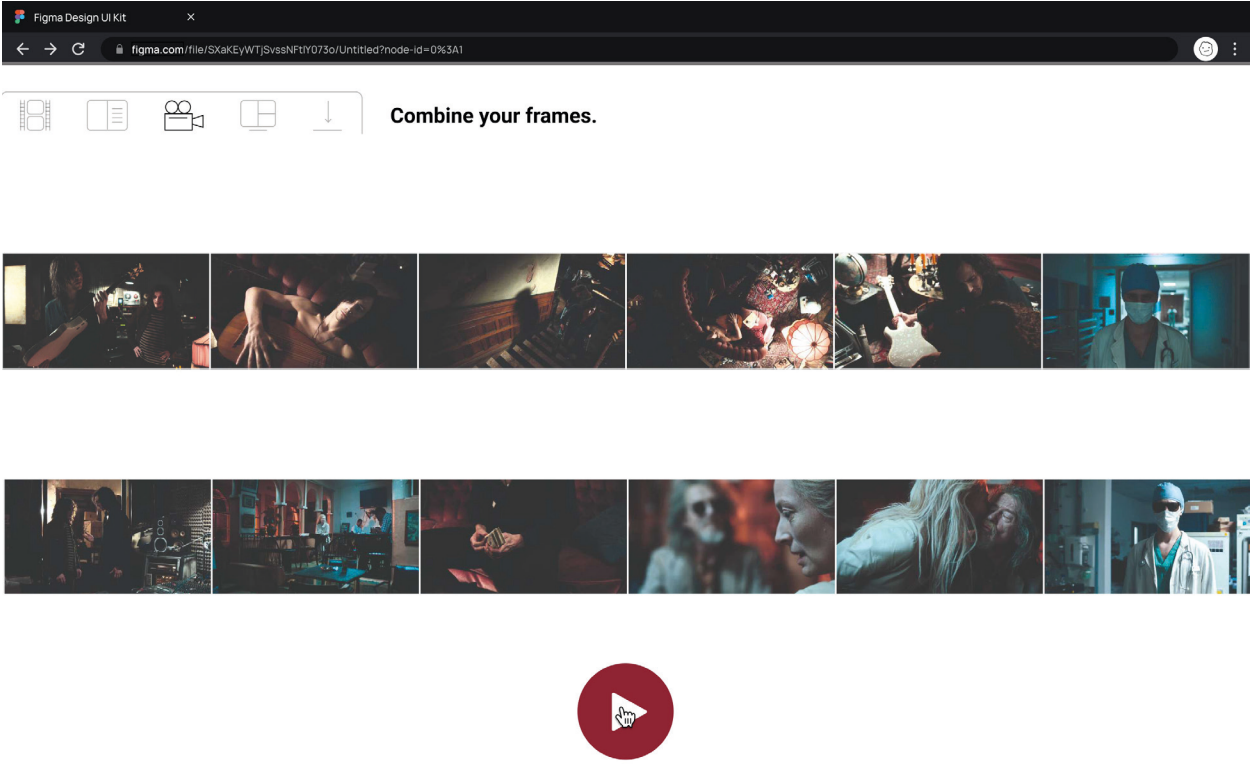 Figma Design UI Kit
figma.com/file/SXaKEyWTjSvssNFtlY073o/Untitled?node-id=0%3A1
Combine your frames.